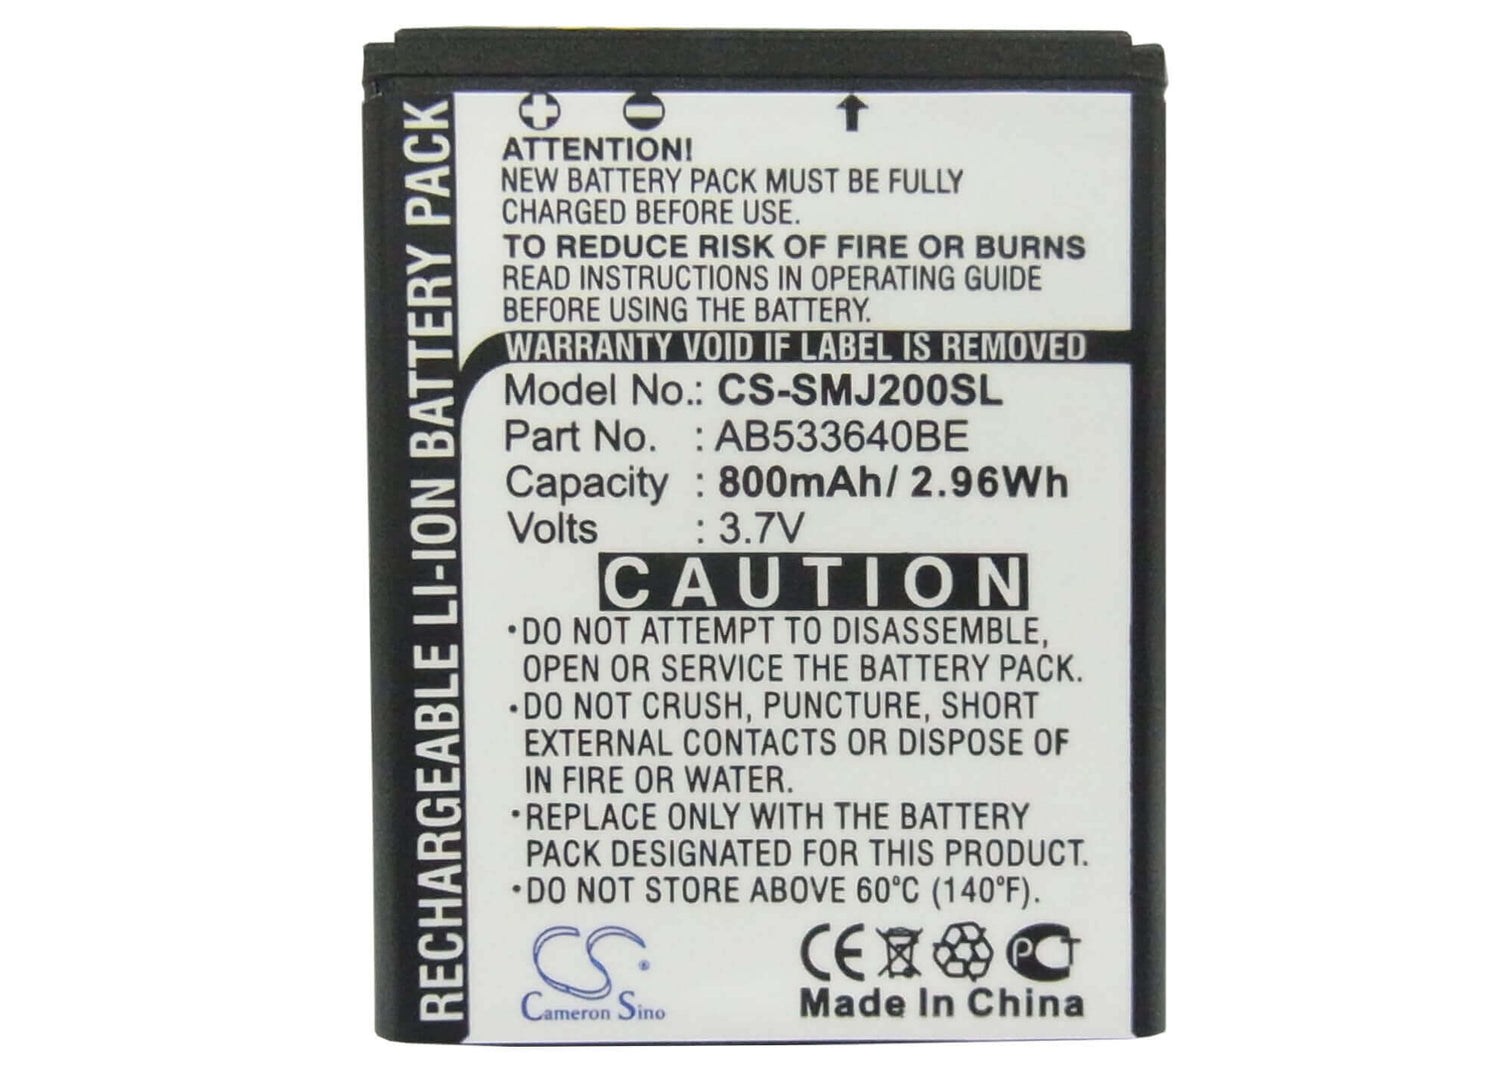 RECHARGEABLE LI-ION BATTERY PACK
ATTENTION!
NEW BATTERY PACK MUST BE FULLY
CHARGED BEFORE USE.
TO REDUCE RISK OF FIRE OR BURNS
READ INSTRUCTIONS IN OPERATING GUIDE
BEFORE USING THE BATTERY.
WARRANTY VOID IF LABEL IS REMOVED
Model No.: CS-SMJ200SL
Part No. : AB533640BE
Capacity : 800mAh/ 2.96Wh
Volts : 3.7V
CAUTION
•DO NOT ATTEMPT TO DISASSEMBLE,
OPEN OR SERVICE THE BATTERY PACK.
•DO NOT CRUSH, PUNCTURE, SHORT
EXTERNAL CONTACTS OR DISPOSE OF
IN FIRE OR WATER.
•REPLACE ONLY WITH THE BATTERY
PACK DESIGNATED FOR THIS PRODUCT.
•DO NOT STORE ABOVE 60°C (140°F).
CS
Cameron Sino
CE PCT
Made In China